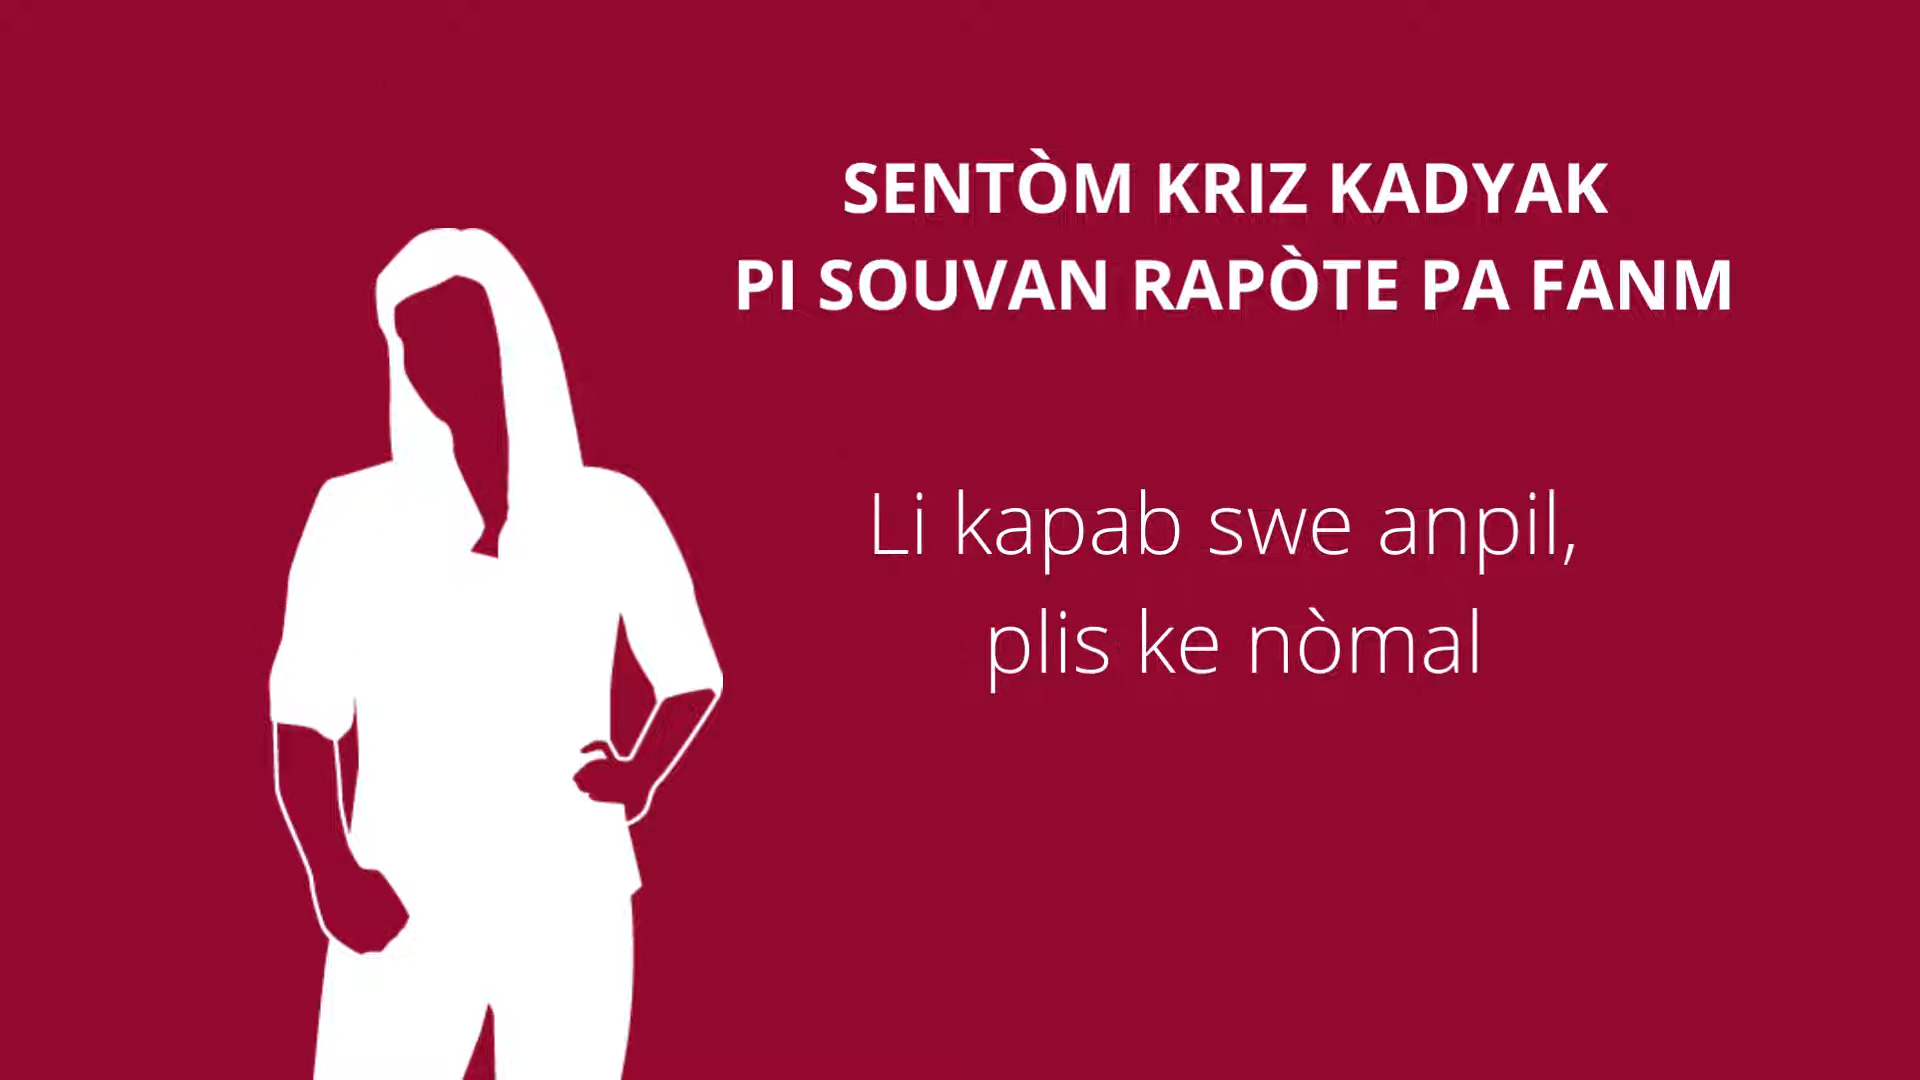 SENTÒM KRIZ KADYAK
PI SOUVAN RAPÒTE PA FANM
Li kapab swe anpil,
plis ke nòmal